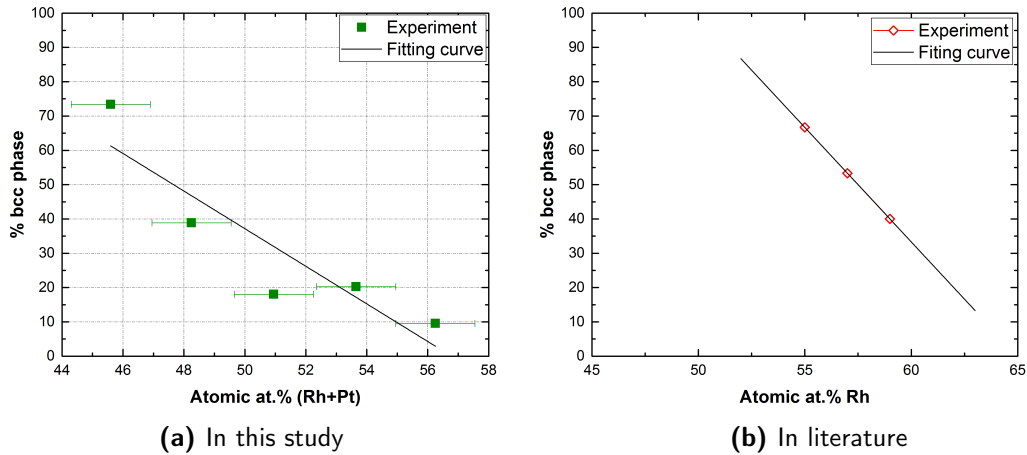 100
90
80
70
60
50
40
30
20
10
0
% bcc phase
44 46 48 50 52 54 56 58
Atomic at.% (Rh+Pt)
Experiment
Fitting curve
(a) In this study
100
90
80
70
60
50
40
30
20
10
0
% bcc phase
45 50 55 60 65
Atomic at.% Rh
Experiment
Fiting curve
(b) In literature